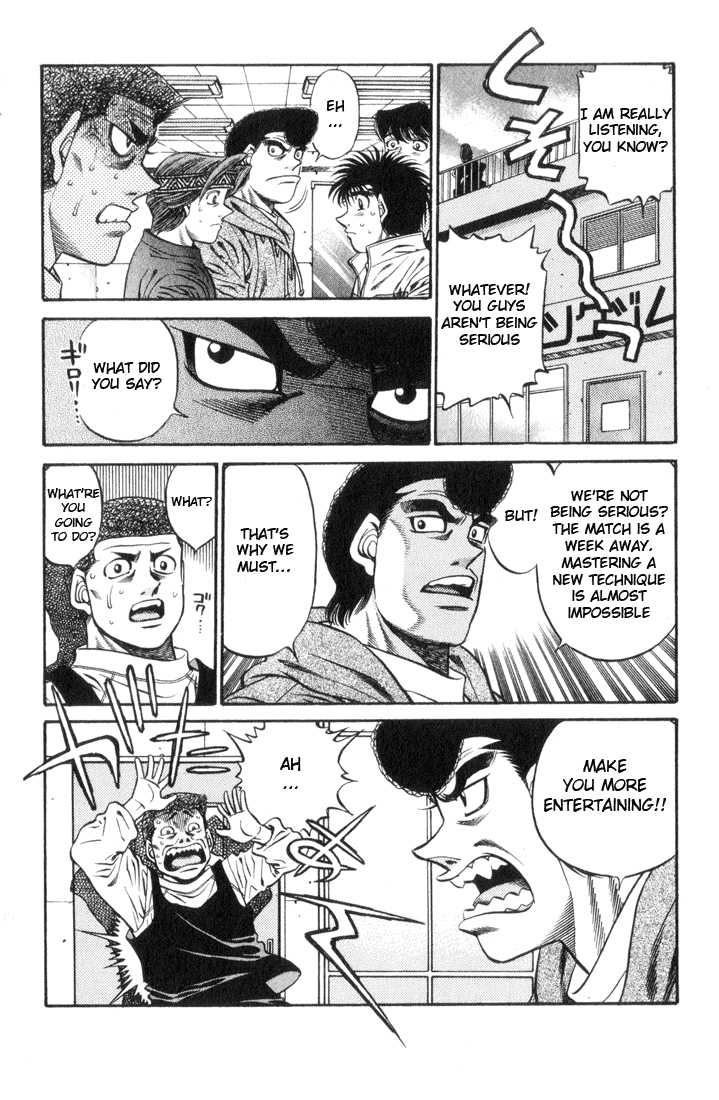 I AM REALLY
LISTENING,
YOU KNOW?
くそ〜〜っ
WHATEVER!
YOU GUYS
AREN'T BEING
SERIOUS
EH
...
WHAT DID
YOU SAY?
ギロ...
WE'RE NOT
BEING SERIOUS?
THE MATCH IS A
WEEK AWAY.
MASTERING A
NEW TECHNIQUE
IS ALMOST
IMPOSSIBLE
BUT!
THAT'S
WHY WE
MUST...
WHAT?
WHAT'RE
YOU
GOING
TO DO?
MAKE
YOU MORE
ENTERTAINING!!
AH
...